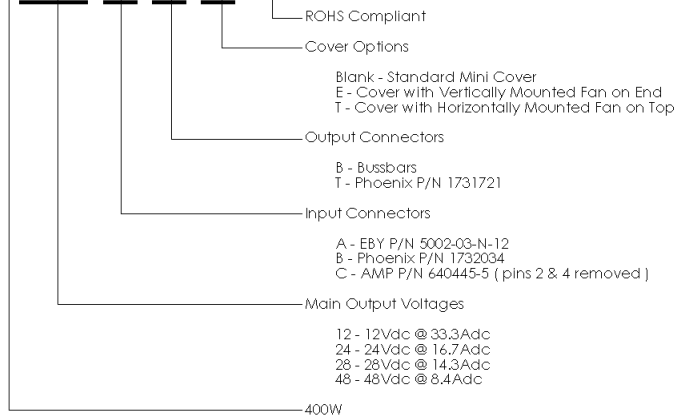 ROHS Compliant
Cover Options
Blank - Standard Mini Cover
E - Cover with Vertically Mounted Fan on End
T - Cover with Horizontally Mounted Fan on Top
Output Connectors
B - Bussbars
T - Phoenix P/N 1731721
Input Connectors
A - EBY P/N 5002-03-N-12
B - Phoenix P/N 1732034
C - AMP P/N 640445-5 ( pins 2 & 4 removed )
Main Output Voltages
12 - 12Vdc @ 33.3Adc
24 - 24Vdc @ 16.7Adc
28 - 28Vdc @ 14.3Adc
48 - 48Vdc @ 8.4Adc
400W